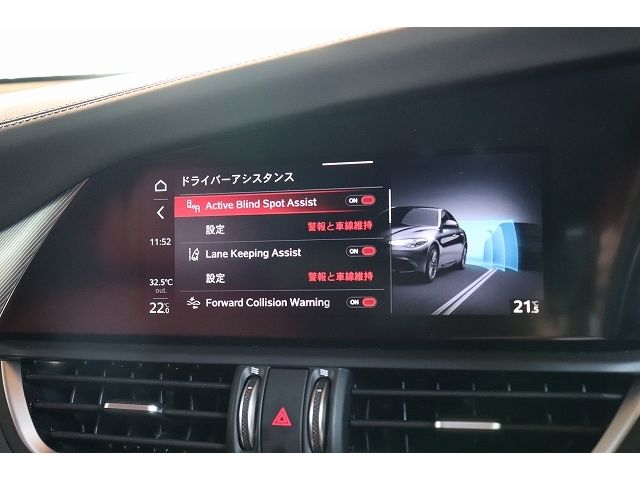 ドライバーアシスタンス
Active Blind Spot Assist ON
設定 警報と車線維持
11:52
Lane Keeping Assist ON
32.5°C
out.
設定 警報と車線維持
22.0°C
Forward Collision Warning ON
21.5°C